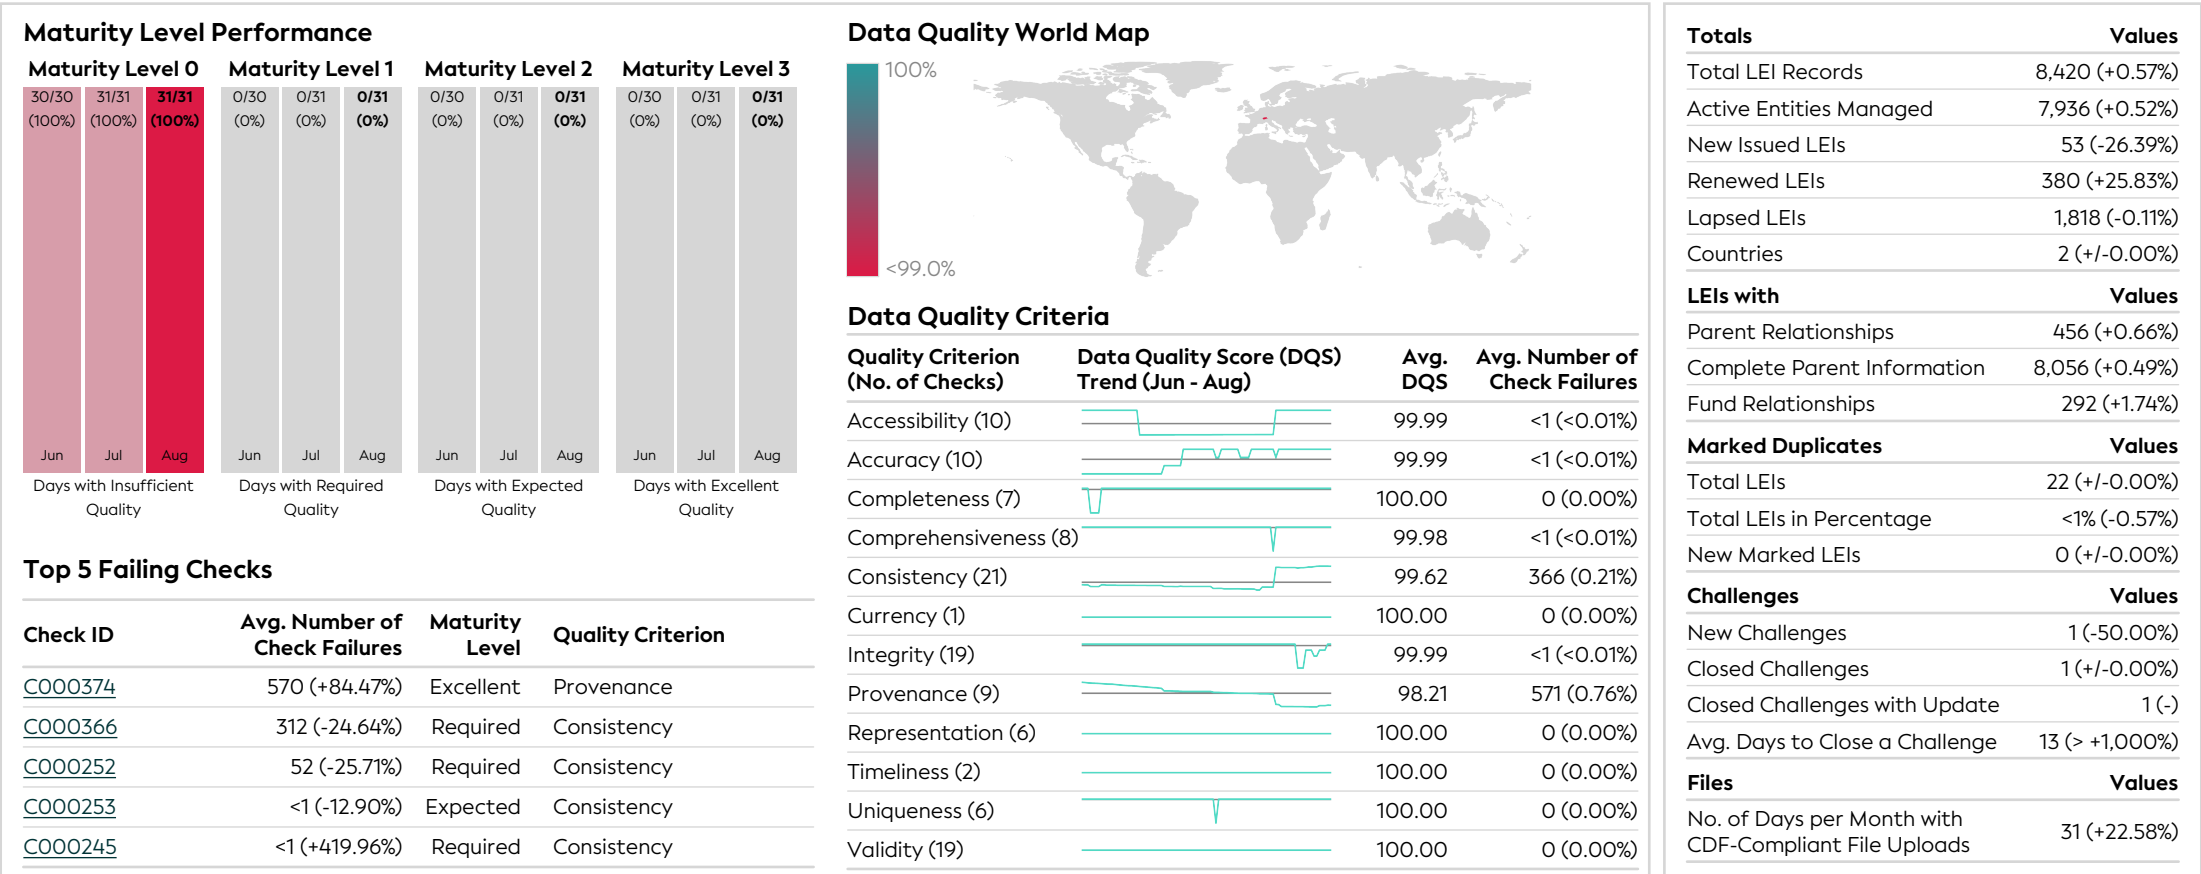 Maturity Level Performance
Maturity Level 0
Maturity Level 1
Maturity Level 2
Maturity Level 3
30/30 31/31 31/31
(100%) (100%) (100%)
0/30 0/31 0/31
(0%) (0%) (0%)
0/30 0/31 0/31
(0%) (0%) (0%)
0/30 0/31 0/31
(0%) (0%) (0%)
Jun Jul Aug
Jun Jul Aug
Jun Jul Aug
Jun Jul Aug
Days with Insufficient
Quality
Days with Required
Quality
Days with Expected
Quality
Days with Excellent
Quality
Top 5 Failing Checks
Check ID
Avg. Number of
Check Failures
Maturity
Level
Quality Criterion
C000374 570 (+84.47%) Excellent Provenance
C000366 312 (-24.64%) Required Consistency
C000252 52 (-25.71%) Required Consistency
C000253 <1 (-12.90%) Expected Consistency
C000245 <1 (+419.96%) Required Consistency
Data Quality World Map
100%
<99.0%
Data Quality Criteria
Quality Criterion
(No. of Checks)
Data Quality Score (DQS)
Trend (Jun - Aug)
Avg.
DQS
Avg. Number of
Check Failures
Accessibility (10) 99.99 <1 (<0.01%)
Accuracy (10) 99.99 <1 (<0.01%)
Completeness (7) 100.00 0 (0.00%)
Comprehensiveness (8) 99.98 <1 (<0.01%)
Consistency (21) 99.62 366 (0.21%)
Currency (1) 100.00 0 (0.00%)
Integrity (19) 99.99 <1 (<0.01%)
Provenance (9) 98.21 571 (0.76%)
Representation (6) 100.00 0 (0.00%)
Timeliness (2) 100.00 0 (0.00%)
Uniqueness (6) 100.00 0 (0.00%)
Validity (19) 100.00 0 (0.00%)
Totals Values
Total LEI Records 8,420 (+0.57%)
Active Entities Managed 7,936 (+0.52%)
New Issued LEIs 53 (-26.39%)
Renewed LEIs 380 (+25.83%)
Lapsed LEIs 1,818 (-0.11%)
Countries 2 (+/-0.00%)
LEIs with Values
Parent Relationships 456 (+0.66%)
Complete Parent Information 8,056 (+0.49%)
Fund Relationships 292 (+1.74%)
Marked Duplicates Values
Total LEIs 22 (+/-0.00%)
Total LEIs in Percentage <1% (-0.57%)
New Marked LEIs 0 (+/-0.00%)
Challenges Values
New Challenges 1 (-50.00%)
Closed Challenges 1 (+/-0.00%)
Closed Challenges with Update 1 (-)
Avg. Days to Close a Challenge 13 (> +1,000%)
Files Values
No. of Days per Month with
CDF-Compliant File Uploads 31 (+22.58%)